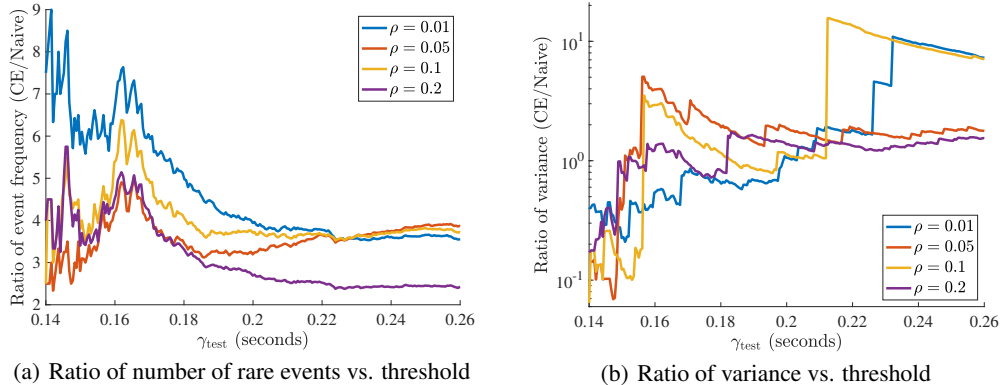 Ratio of event frequency (CE/Naive)
9
8
7
6
5
4
3
2
0.14 0.16 0.18 0.2 0.22 0.24 0.26
γtest (seconds)
ρ = 0.01
ρ = 0.05
ρ = 0.1
ρ = 0.2
(a) Ratio of number of rare events vs. threshold
Ratio of variance (CE/Naive)
10¹
10⁰
10⁻¹
0.14 0.16 0.18 0.2 0.22 0.24 0.26
γtest (seconds)
ρ = 0.01
ρ = 0.05
ρ = 0.1
ρ = 0.2
(b) Ratio of variance vs. threshold